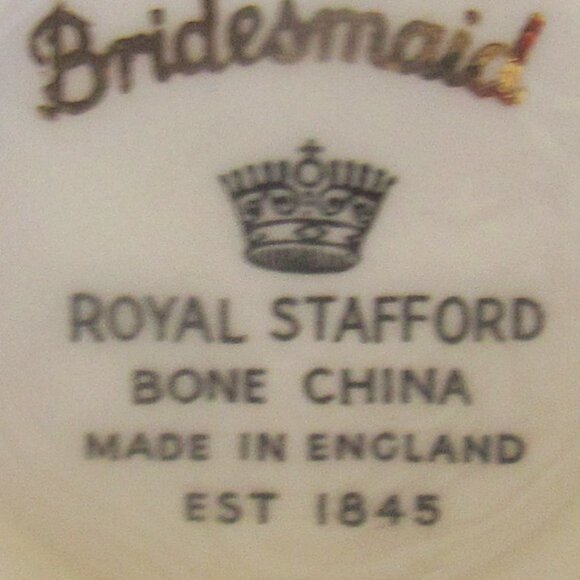 Bridesmaid
ROYAL STAFFORD
BONE CHINA
MADE IN ENGLAND
EST 1845